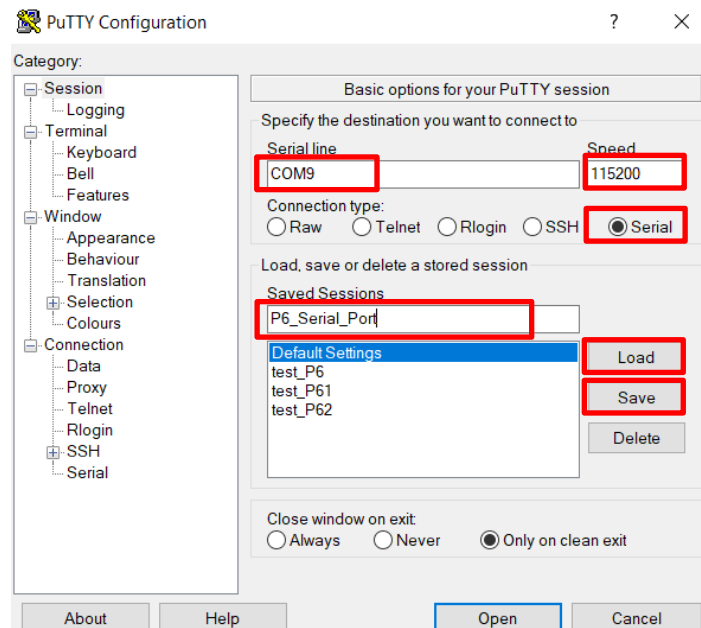 PuTTY Configuration
?
Category:
Session
Logging
Terminal
Keyboard
Bell
Features
Window
Appearance
Behaviour
Translation
Selection
Colours
Connection
Data
Proxy
Telnet
Rlogin
SSH
Serial
Basic options for your PuTTY session
Specify the destination you want to connect to
Serial line Speed
COM9 115200
Connection type:
Raw Telnet Rlogin SSH Serial
Load, save or delete a stored session
Saved Sessions
P6_Serial_Port
Default Settings
test_P6
test_P61
test_P62
Load
Save
Delete
Close window on exit:
Always Never Only on clean exit
About Help Open Cancel